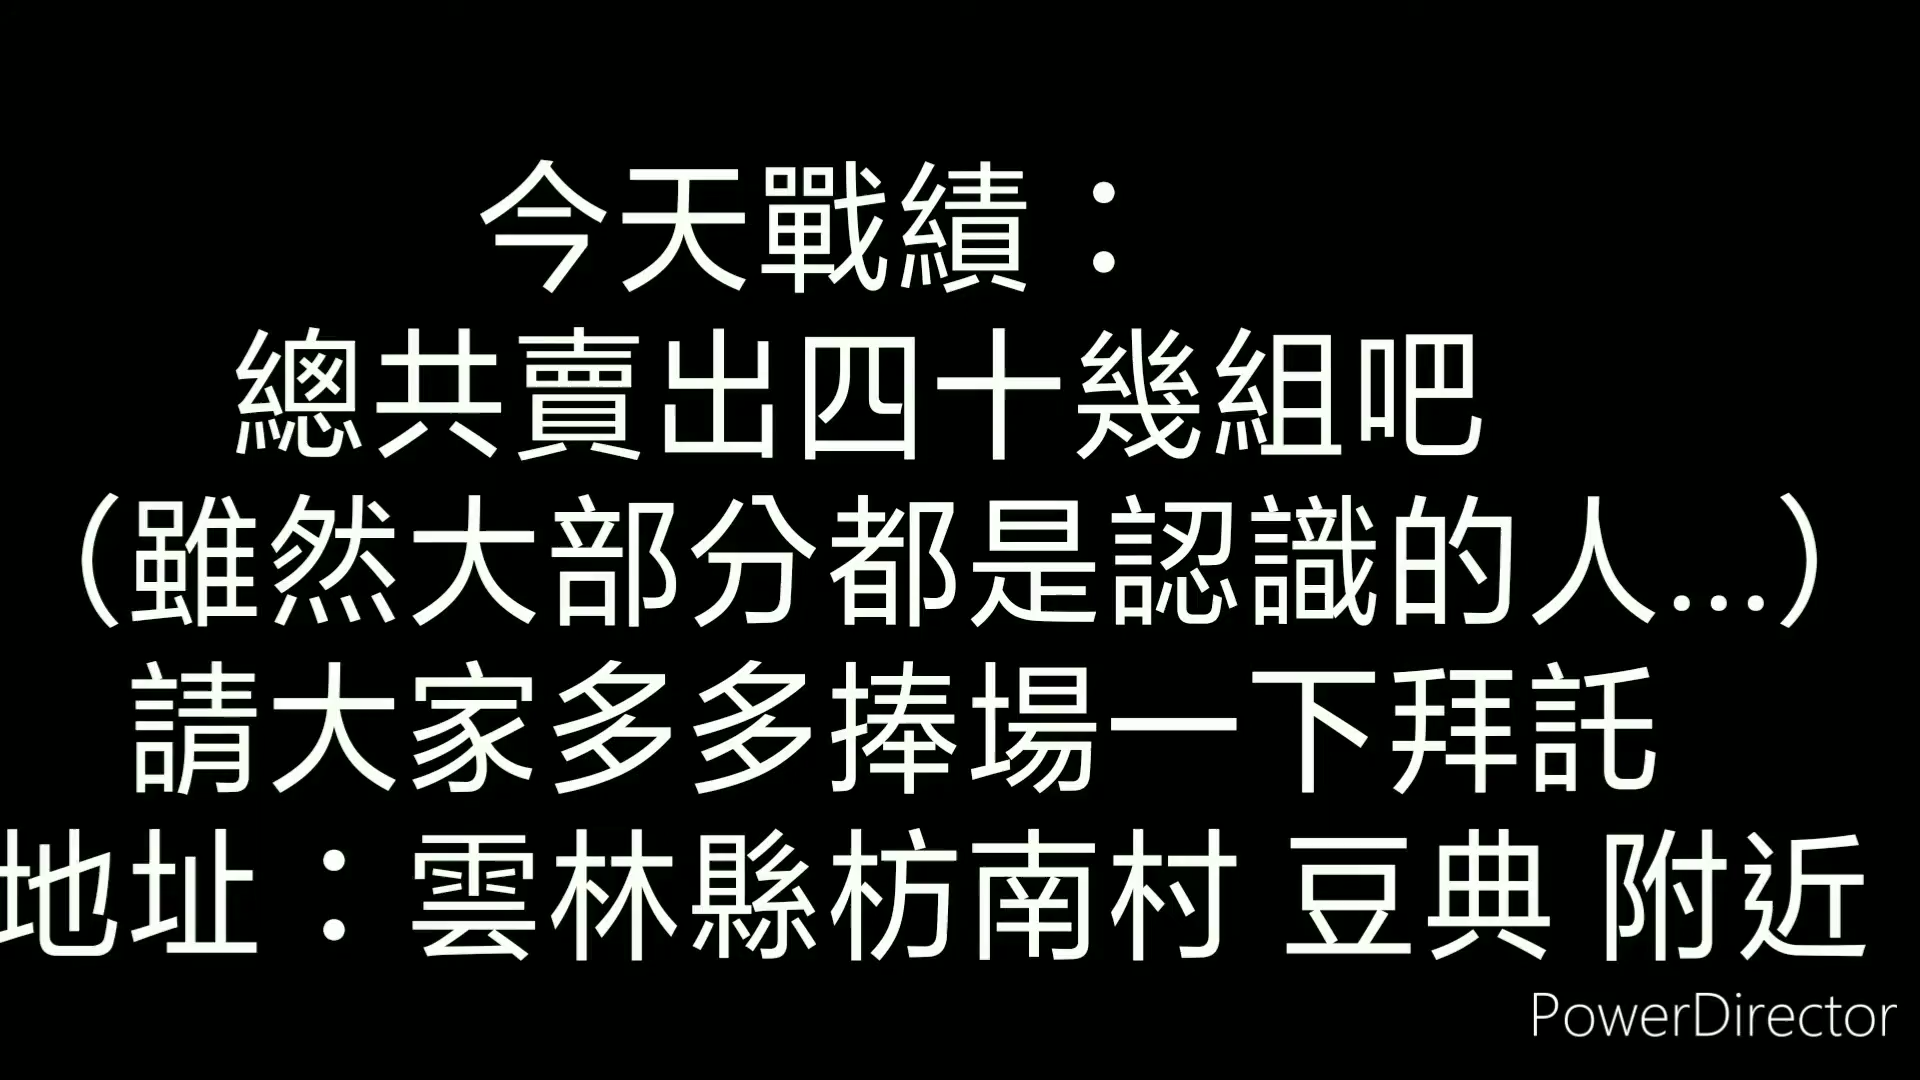 今天戰績：
總共賣出四十幾組吧
（雖然大部分都是認識的人...）
請大家多多捧場一下拜託
地址：雲林縣枋南村 豆典 附近
PowerDirector